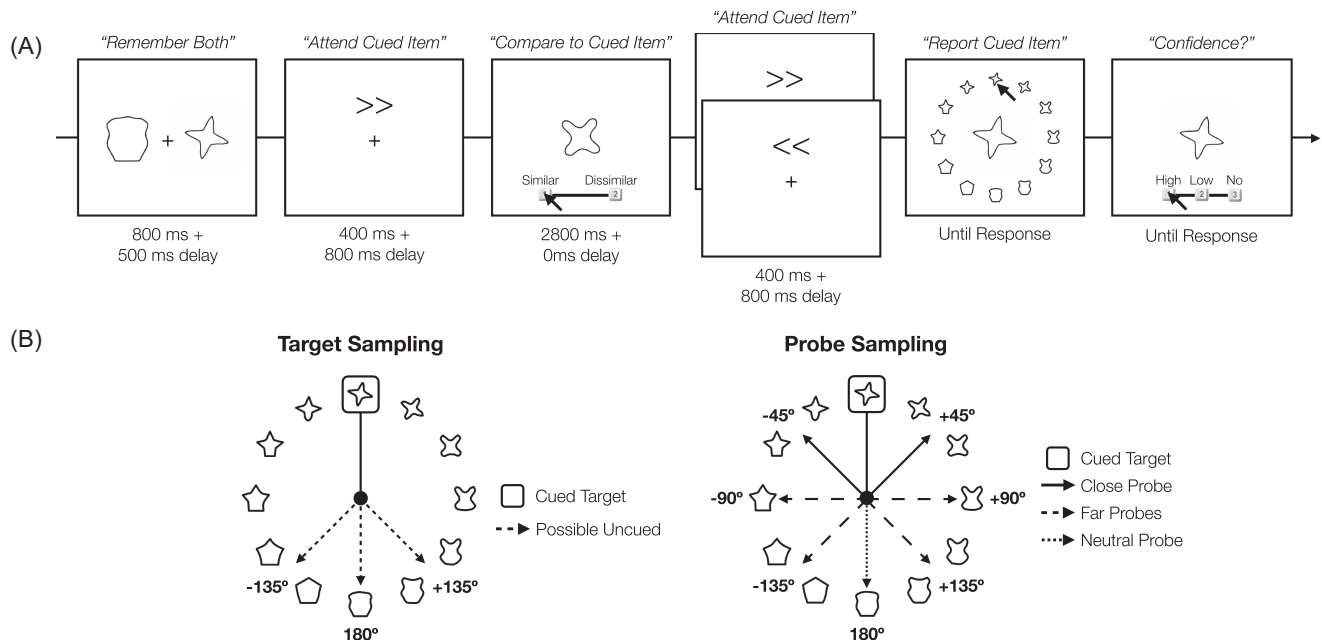 (A)
"Remember Both"
+
800 ms +
500 ms delay
"Attend Cued Item"
>>
+
400 ms +
800 ms delay
"Compare to Cued Item"
Similar Dissimilar
2
2800 ms +
0ms delay
"Attend Cued Item"
>>
<<
+
400 ms +
800 ms delay
"Report Cued Item"
Until Response
"Confidence?"
High Low No
2 3
Until Response
(B)
Target Sampling
-135º
180º
+135º
Cued Target
Possible Uncued
Probe Sampling
-45º
+45º
-90º
+90º
-135º
+135º
180º
Cued Target
Close Probe
Far Probes
Neutral Probe